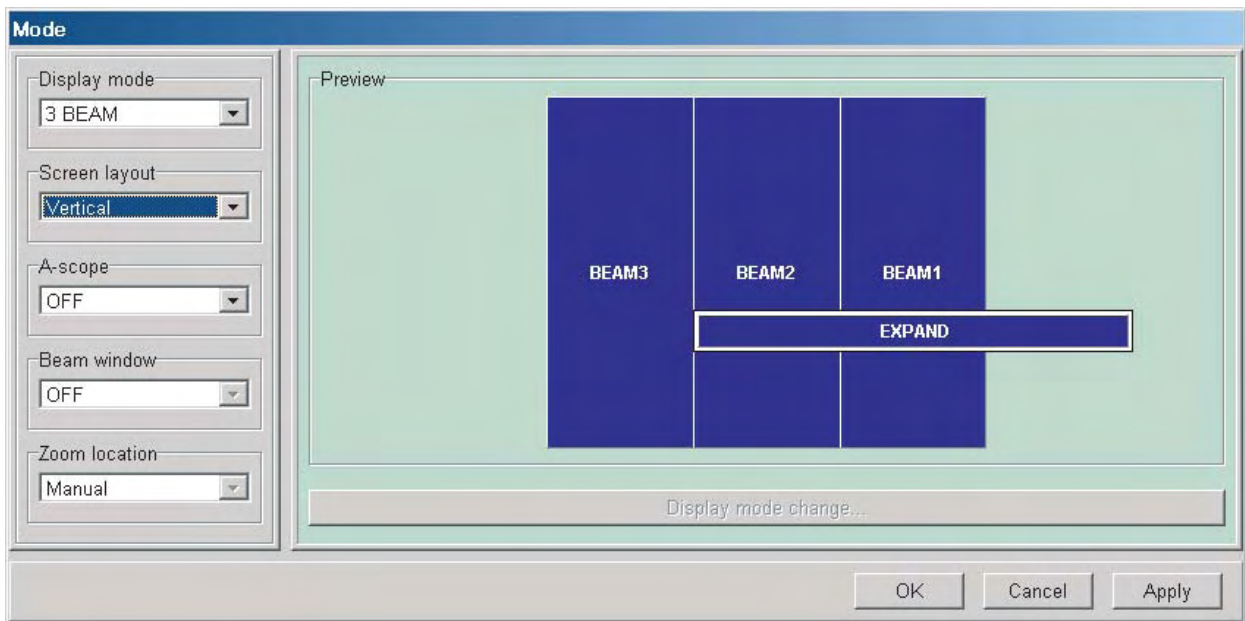 Mode
Display mode
3 BEAM
Screen layout
Vertical
A-scope
OFF
Beam window
OFF
Zoom location
Manual
Preview
BEAM3 BEAM2 BEAM1
EXPAND
Display mode change...
OK Cancel Apply